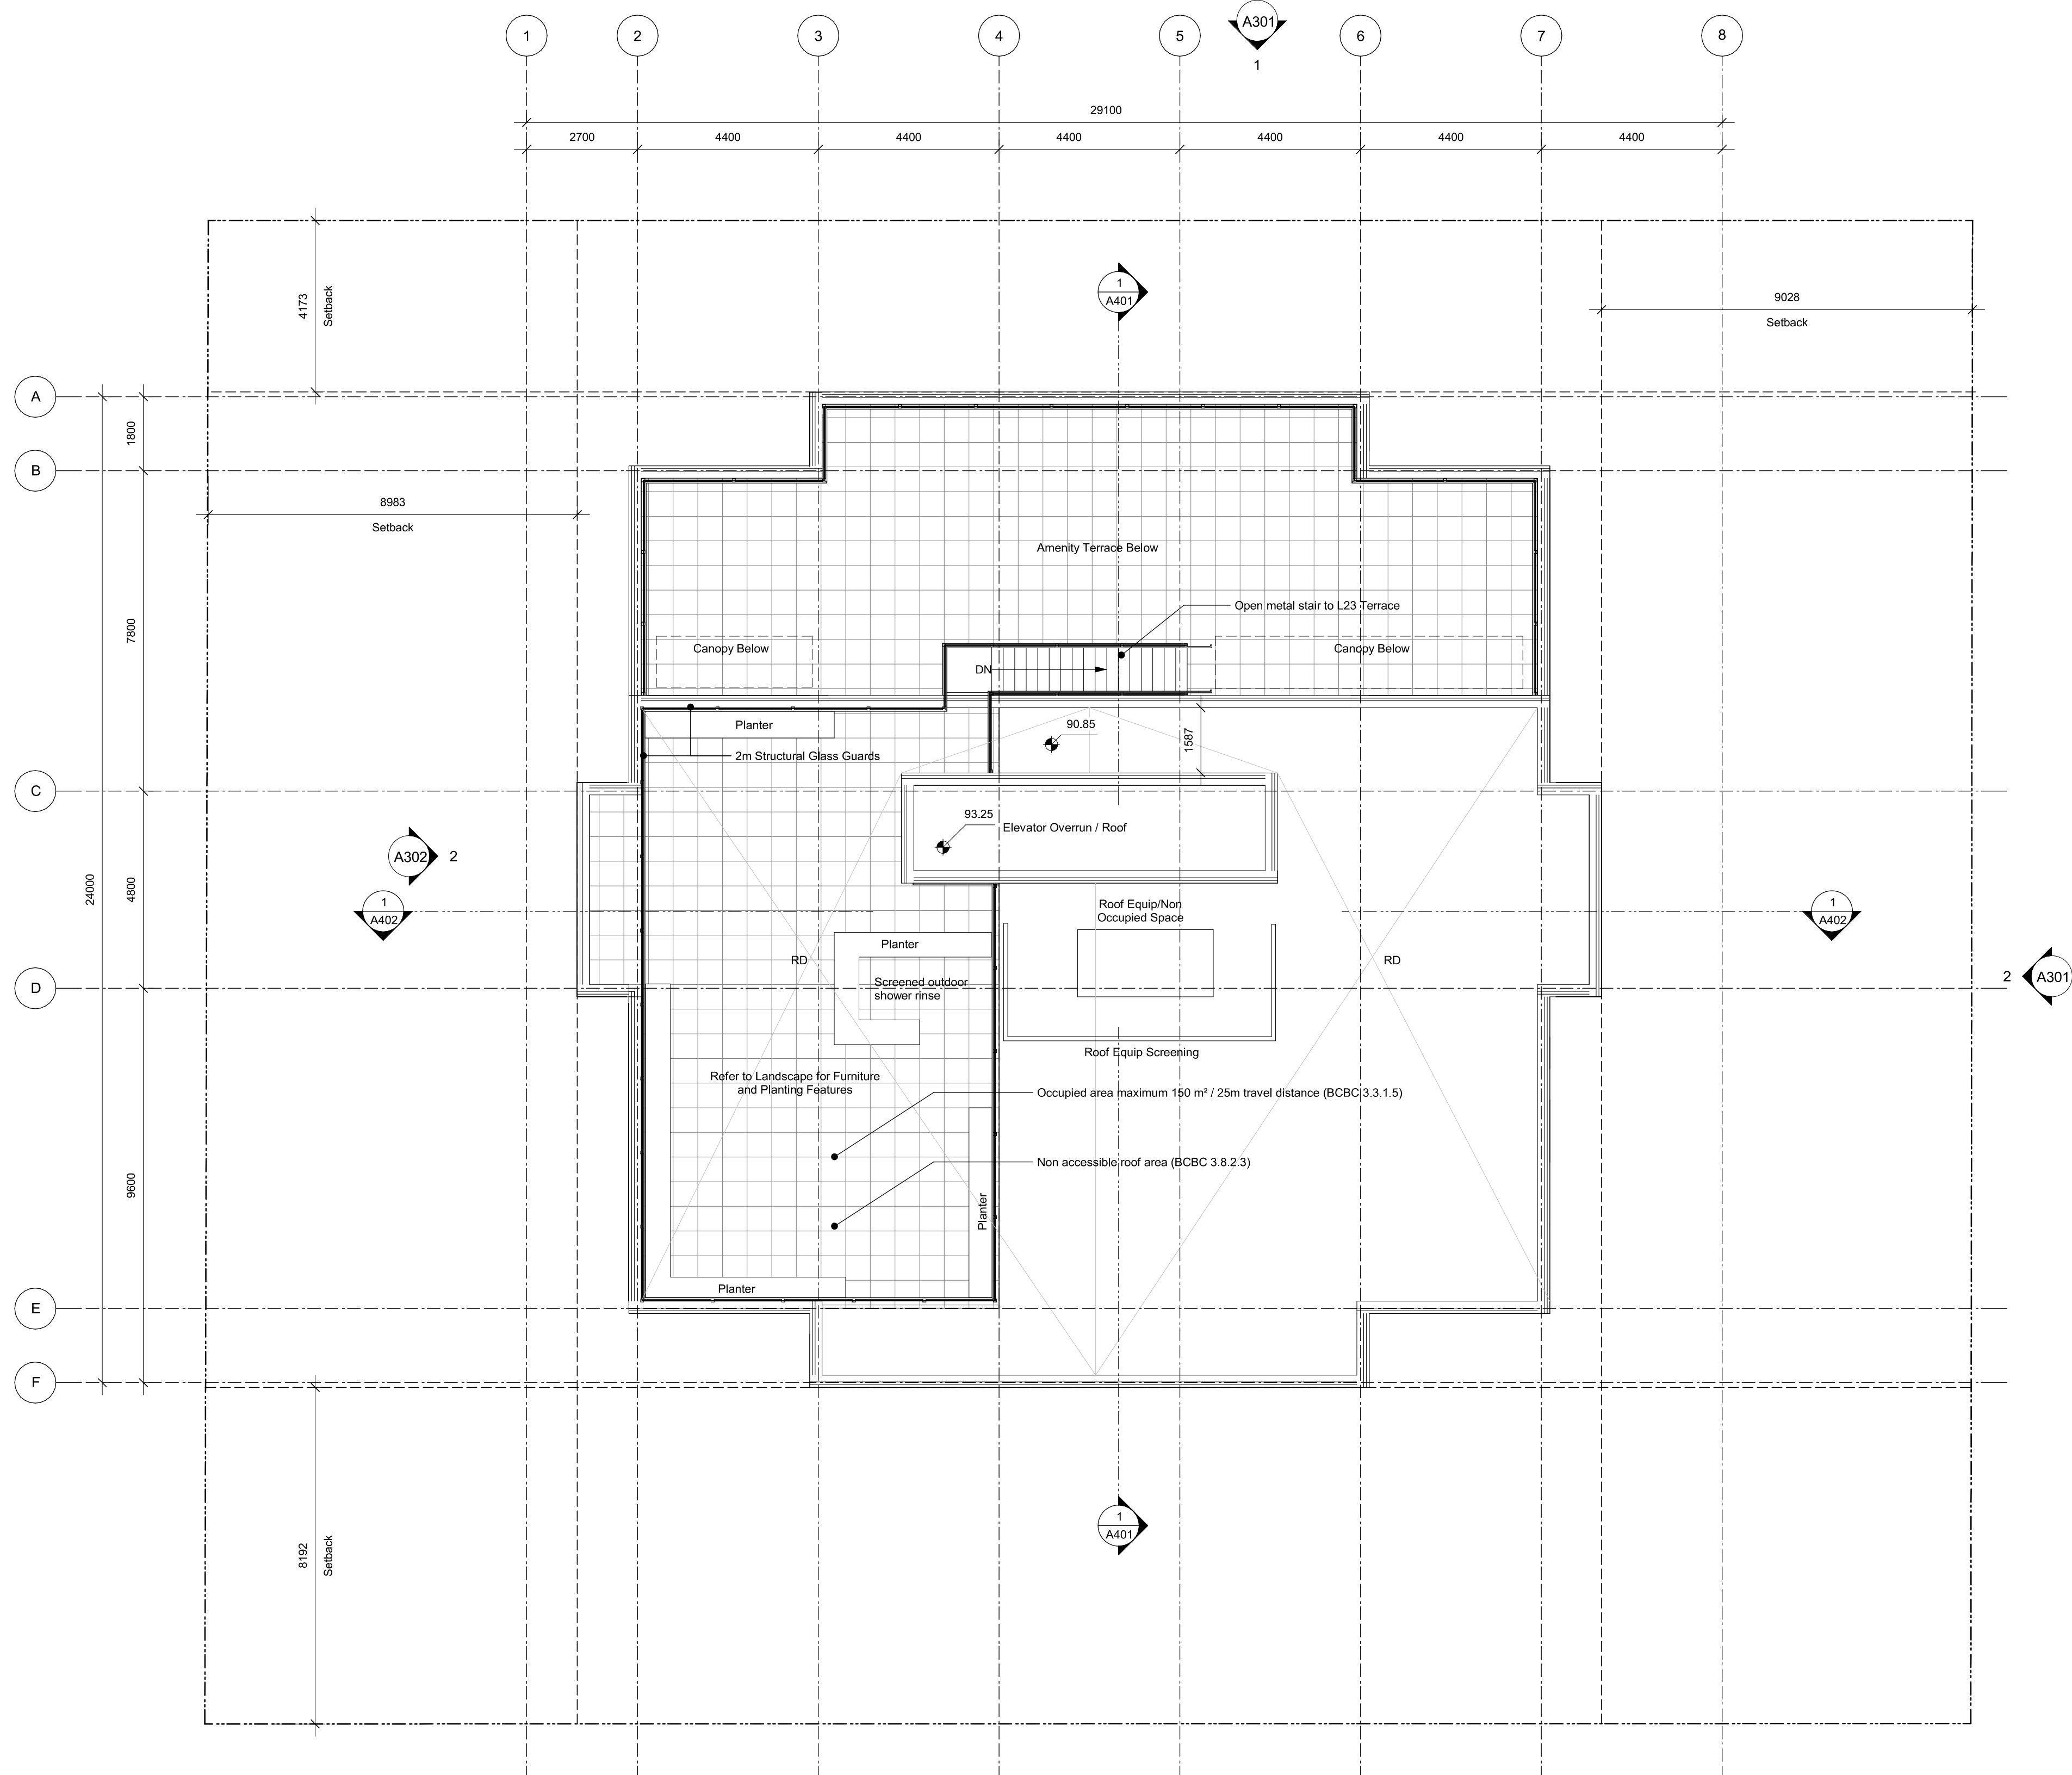 A301
1
1 2 3 4 5 6 7 8
29100
2700 4400 4400 4400 4400 4400 4400
4173
Setback
1
A401
9028
Setback
A
1800
B
8983
Setback
7800
Amenity Terrace Below
Open metal stair to L23 Terrace
Canopy Below
Canopy Below
DN
Planter
90.85
1587
2m Structural Glass Guards
C
93.25
Elevator Overrun / Roof
A302
2
24000
4800
1
A402
Roof Equip/Non
Occupied Space
1
A402
Planter
RD
RD
Screened outdoor
shower rinse
D
2
A301
Roof Equip Screening
Refer to Landscape for Furniture
and Planting Features
Occupied area maximum 150 m² / 25m travel distance (BCBC 3.3.1.5)
Non accessible roof area (BCBC 3.8.2.3)
9600
Planter
Planter
E
F
1
A401
8192
Setback